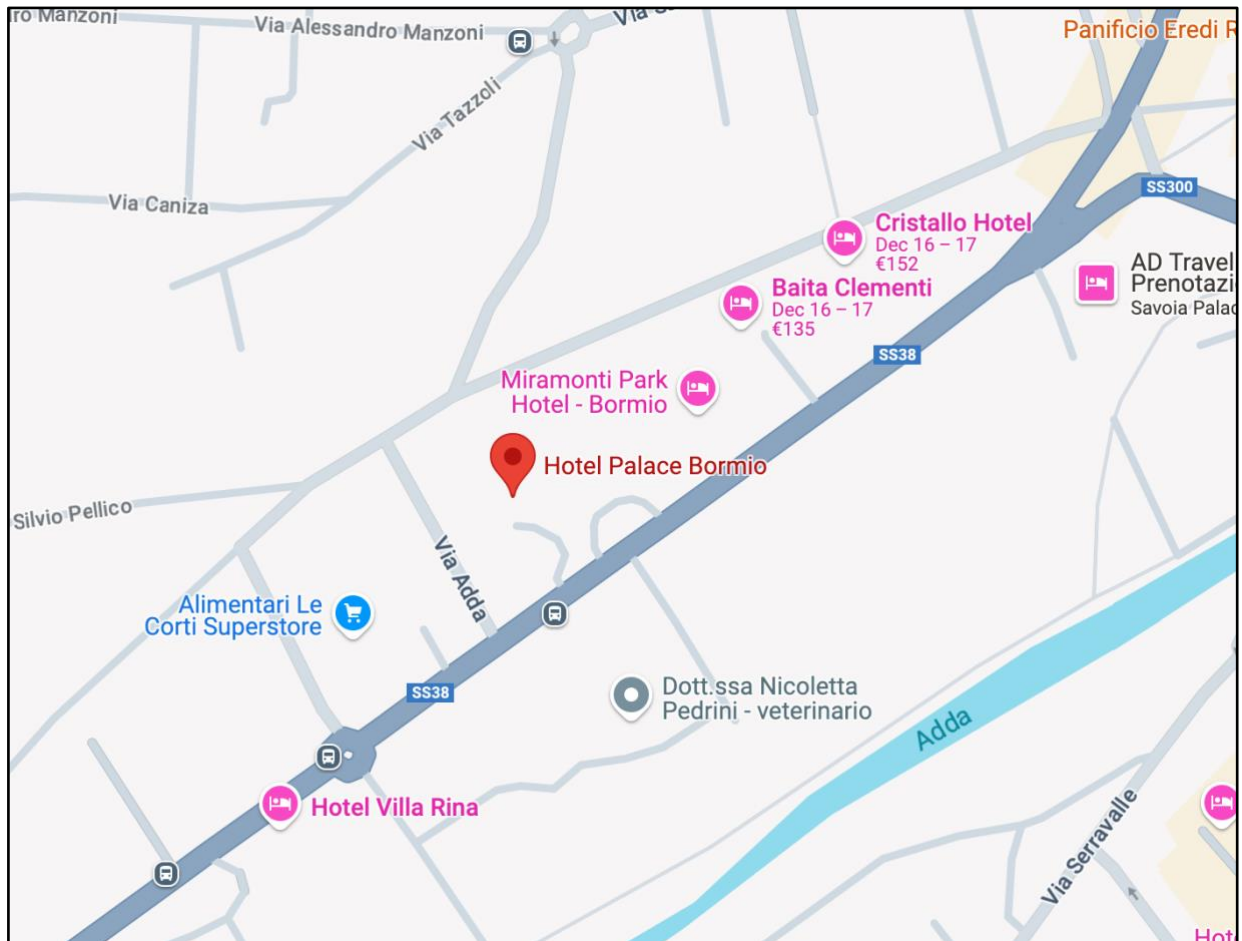 ro Manzoni
Via Alessandro Manzoni
Via
Panificio Eredi R
Via Tazzoli
Via Caniza
SS300
Cristallo Hotel
Dec 16 – 17
€152
AD Travel
Prenotazi
Savoia Palac
Baita Clementi
Dec 16 – 17
€135
SS38
Miramonti Park
Hotel - Bormio
Hotel Palace Bormio
Silvio Pellico
Via Adda
Alimentari Le
Corti Superstore
SS38
Dott.ssa Nicoletta
Pedrini - veterinario
Adda
Hotel Villa Rina
Via Serravalle
Hot